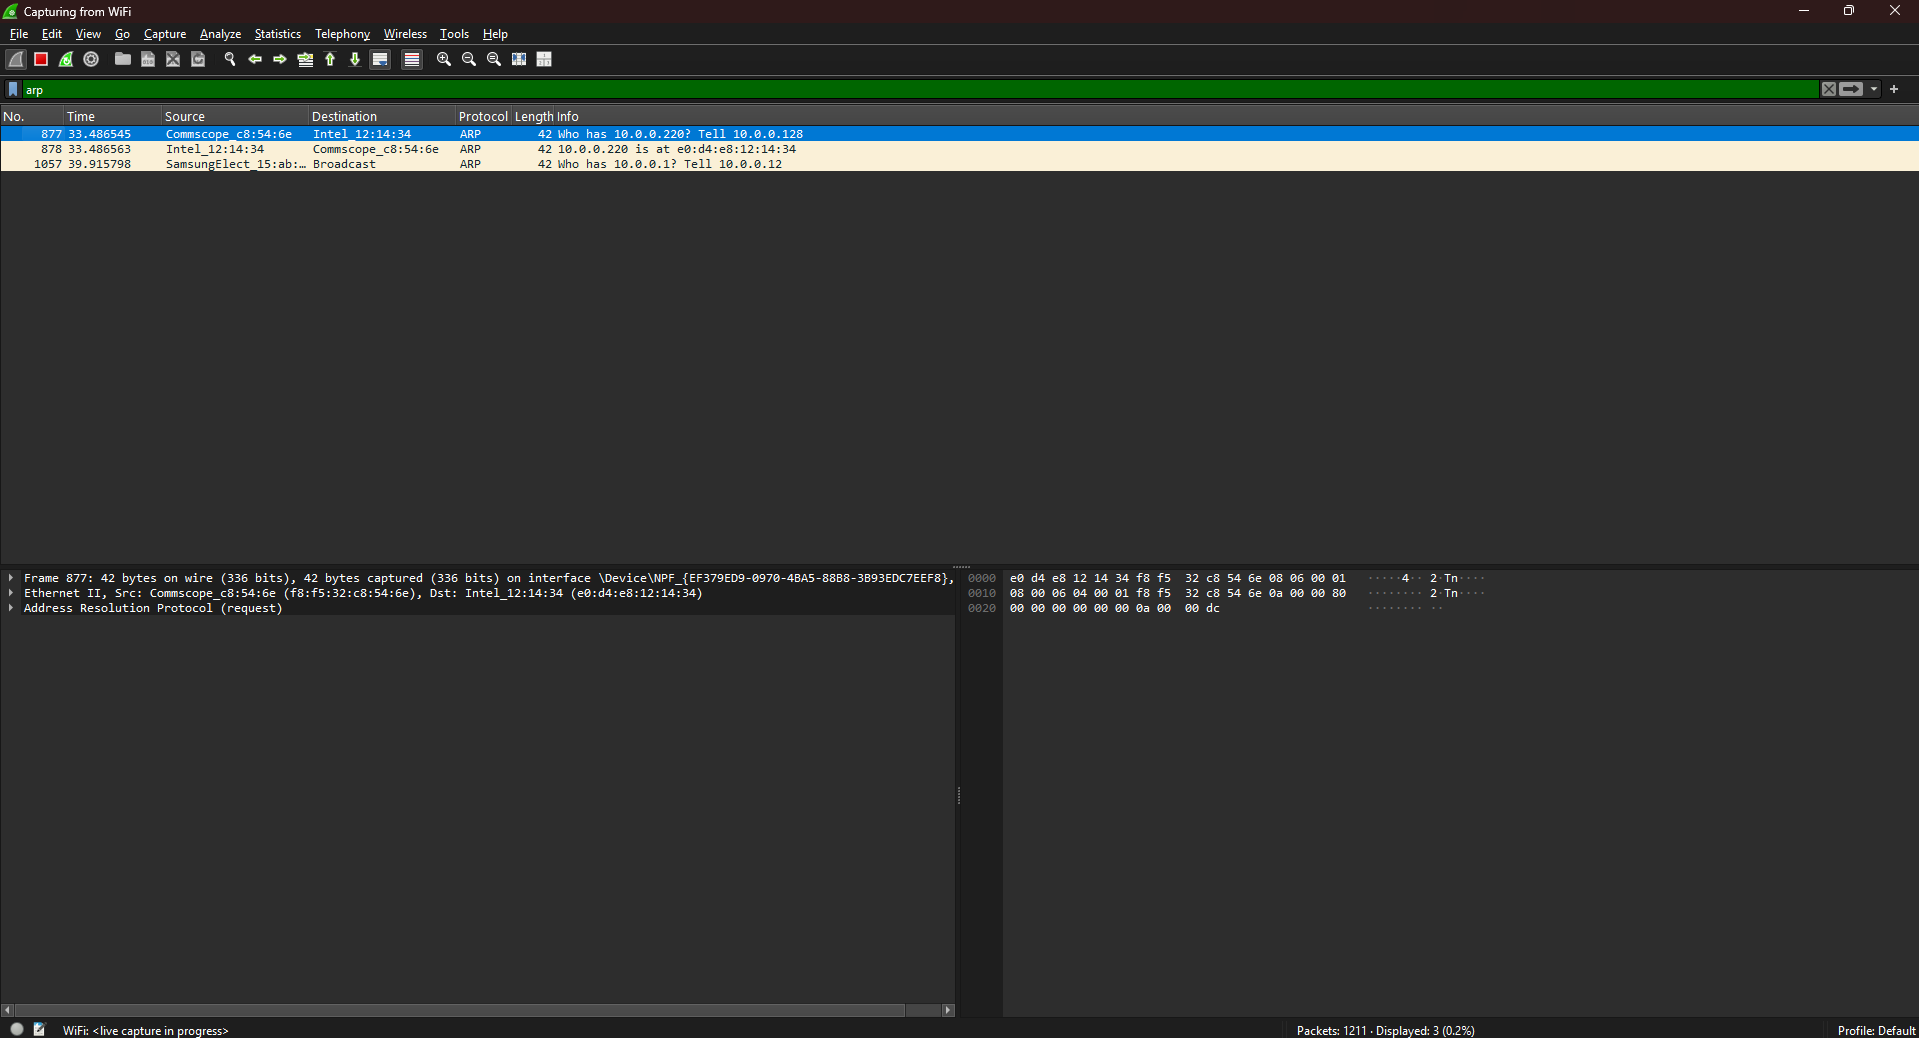 Capturing from WiFi
File Edit View Go Capture Analyze Statistics Telephony Wireless Tools Help
arp
No. Time Source Destination Protocol Length Info
877 33.486545 Commscope_c8:54:6e Intel_12:14:34 ARP 42 Who has 10.0.0.220? Tell 10.0.0.128
878 33.486563 Intel_12:14:34 Commscope_c8:54:6e ARP 42 10.0.0.220 is at e0:d4:e8:12:14:34
1057 39.915798 SamsungElect_15:ab:… Broadcast ARP 42 Who has 10.0.0.1? Tell 10.0.0.12
Frame 877: 42 bytes on wire (336 bits), 42 bytes captured (336 bits) on interface \Device\NPF_{EF379ED9-0970-4BA5-88B8-3B93EDC7EEF8},
Ethernet II, Src: Commscope_c8:54:6e (f8:f5:32:c8:54:6e), Dst: Intel_12:14:34 (e0:d4:e8:12:14:34)
Address Resolution Protocol (request)
0000 e0 d4 e8 12 14 34 f8 f5 32 c8 54 6e 08 06 00 01 ·····4·· 2·Tn····
0010 08 00 06 04 00 01 f8 f5 32 c8 54 6e 0a 00 00 80 ········ 2·Tn····
0020 00 00 00 00 00 00 0a 00 00 dc ········ ··
WiFi: <live capture in progress>
Packets: 1211 · Displayed: 3 (0.2%)
Profile: Default